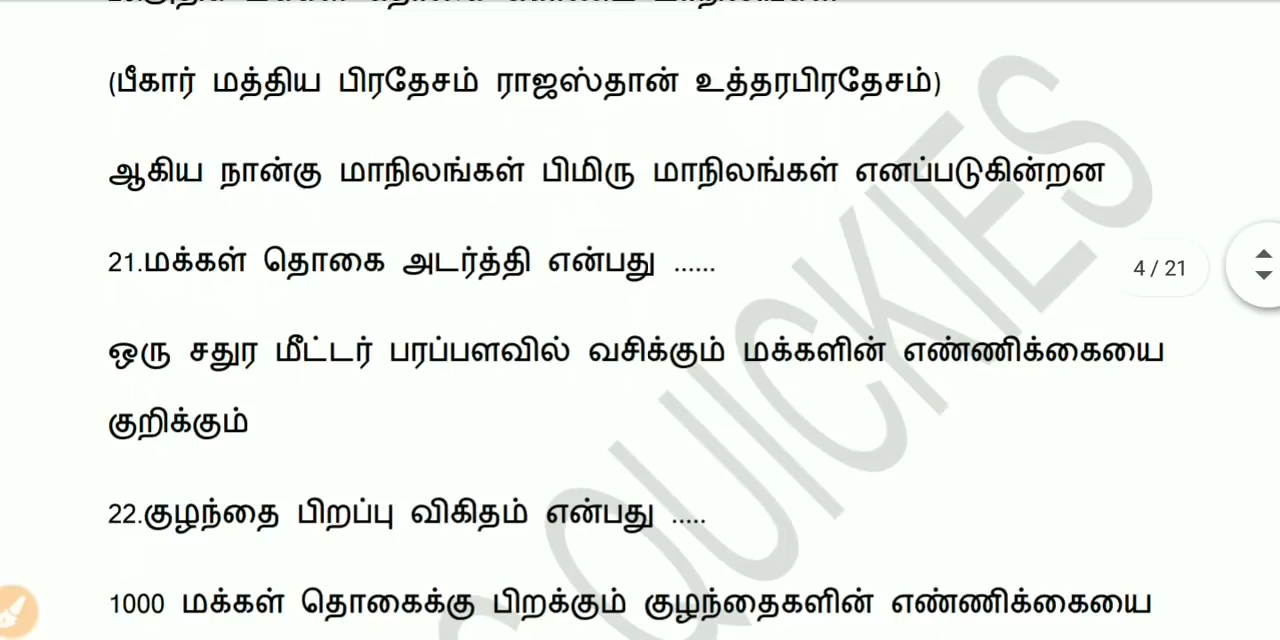 (பீகார் மத்திய பிரதேசம் ராஜஸ்தான் உத்தரபிரதேசம்)
ஆகிய நான்கு மாநிலங்கள் பிமிரு மாநிலங்கள் எனப்படுகின்றன
21.மக்கள் தொகை அடர்த்தி என்பது ......
4 / 21
ஒரு சதுர மீட்டர் பரப்பளவில் வசிக்கும் மக்களின் எண்ணிக்கையை
குறிக்கும்
22.குழந்தை பிறப்பு விகிதம் என்பது .....
1000 மக்கள் தொகைக்கு பிறக்கும் குழந்தைகளின் எண்ணிக்கையை
QUICKIES